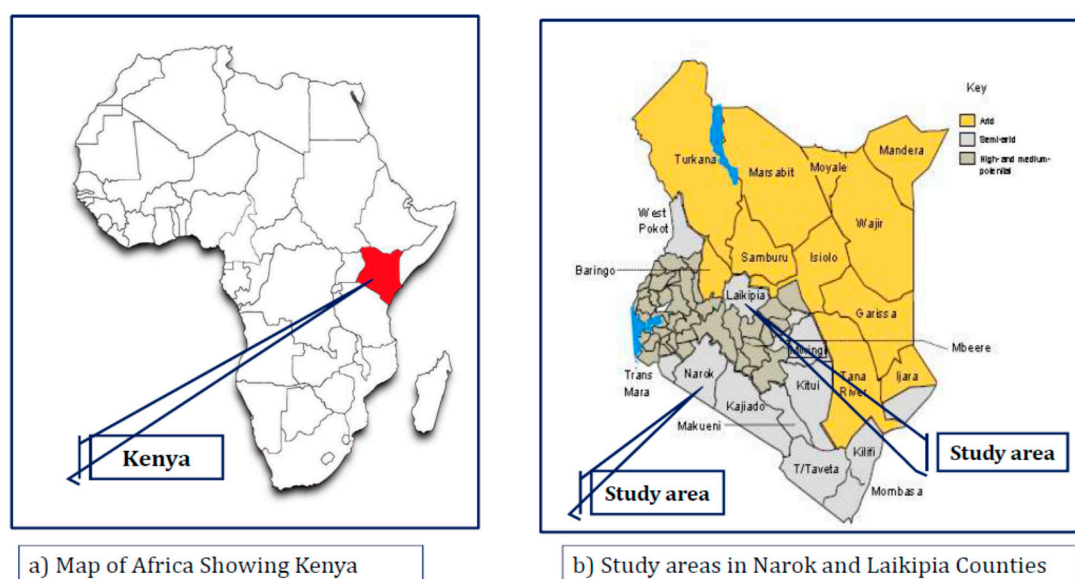 Kenya
a) Map of Africa Showing Kenya
Key
Arid
Semi-arid
High-and medium-
potential
Turkana
Marsabit
Moyale
Mandera
West
Pokot
Wajir
Samburu
Isiolo
Baringo
Laikipia
Garissa
Mbeere
Mwingi
Trans
Mara
Narok
Kitui
Tana
River
Ijara
Kajiado
Makueni
Study area
Kilifi
T/Taveta
Study area
Mombasa
b) Study areas in Narok and Laikipia Counties